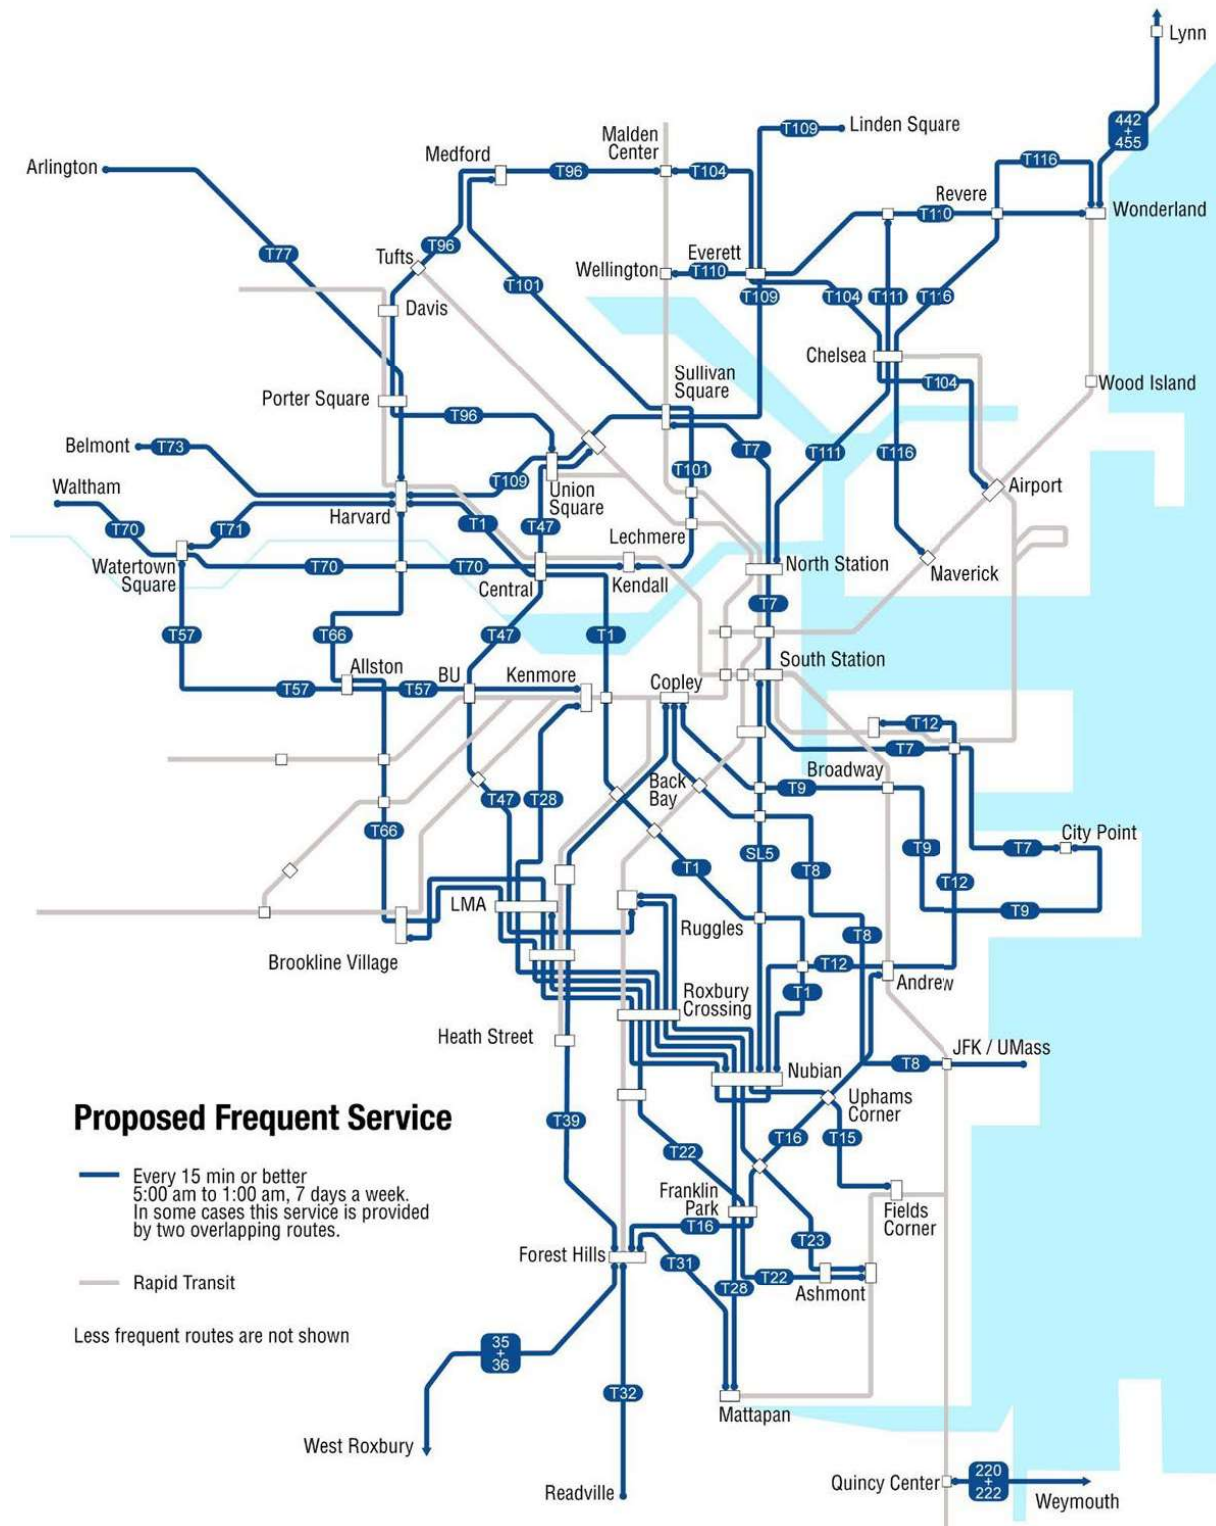 Lynn
442
+
455
T109
Linden Square
Malden
Center
Medford
T96
T104
T116
Arlington
Revere
T110
Wonderland
T96
Tufts
T77
Everett
Wellington
T110
T101
T109
T104
T111
T116
Davis
Chelsea
Sullivan
Square
T104
Wood Island
Porter Square
T96
Belmont
T73
T7
T111
T116
T109
T101
Airport
Waltham
Union
Square
Harvard
T70
T71
T1
T47
Lechmere
Watertown
Square
T70
T70
Central
Kendall
North Station
Maverick
T7
T57
T66
T47
T1
Allston
BU
Kenmore
Copley
South Station
T57
T57
T12
T7
Back
Bay
Broadway
T9
T47
T28
T66
City Point
T9
T7
SL5
T1
T8
T12
LMA
T9
Ruggles
T8
Brookline Village
T12
Andrew
Roxbury
Crossing
T1
Heath Street
JFK / UMass
T8
Nubian
Uphams
Corner
Proposed Frequent Service
T39
T16
T15
T22
Every 15 min or better
5:00 am to 1:00 am, 7 days a week.
In some cases this service is provided
by two overlapping routes.
Franklin
Park
Fields
Corner
T16
T23
Forest Hills
T31
Rapid Transit
T28
T22
Ashmont
Less frequent routes are not shown
35
+
36
T32
Mattapan
West Roxbury
Quincy Center
220
+
222
Readville
Weymouth